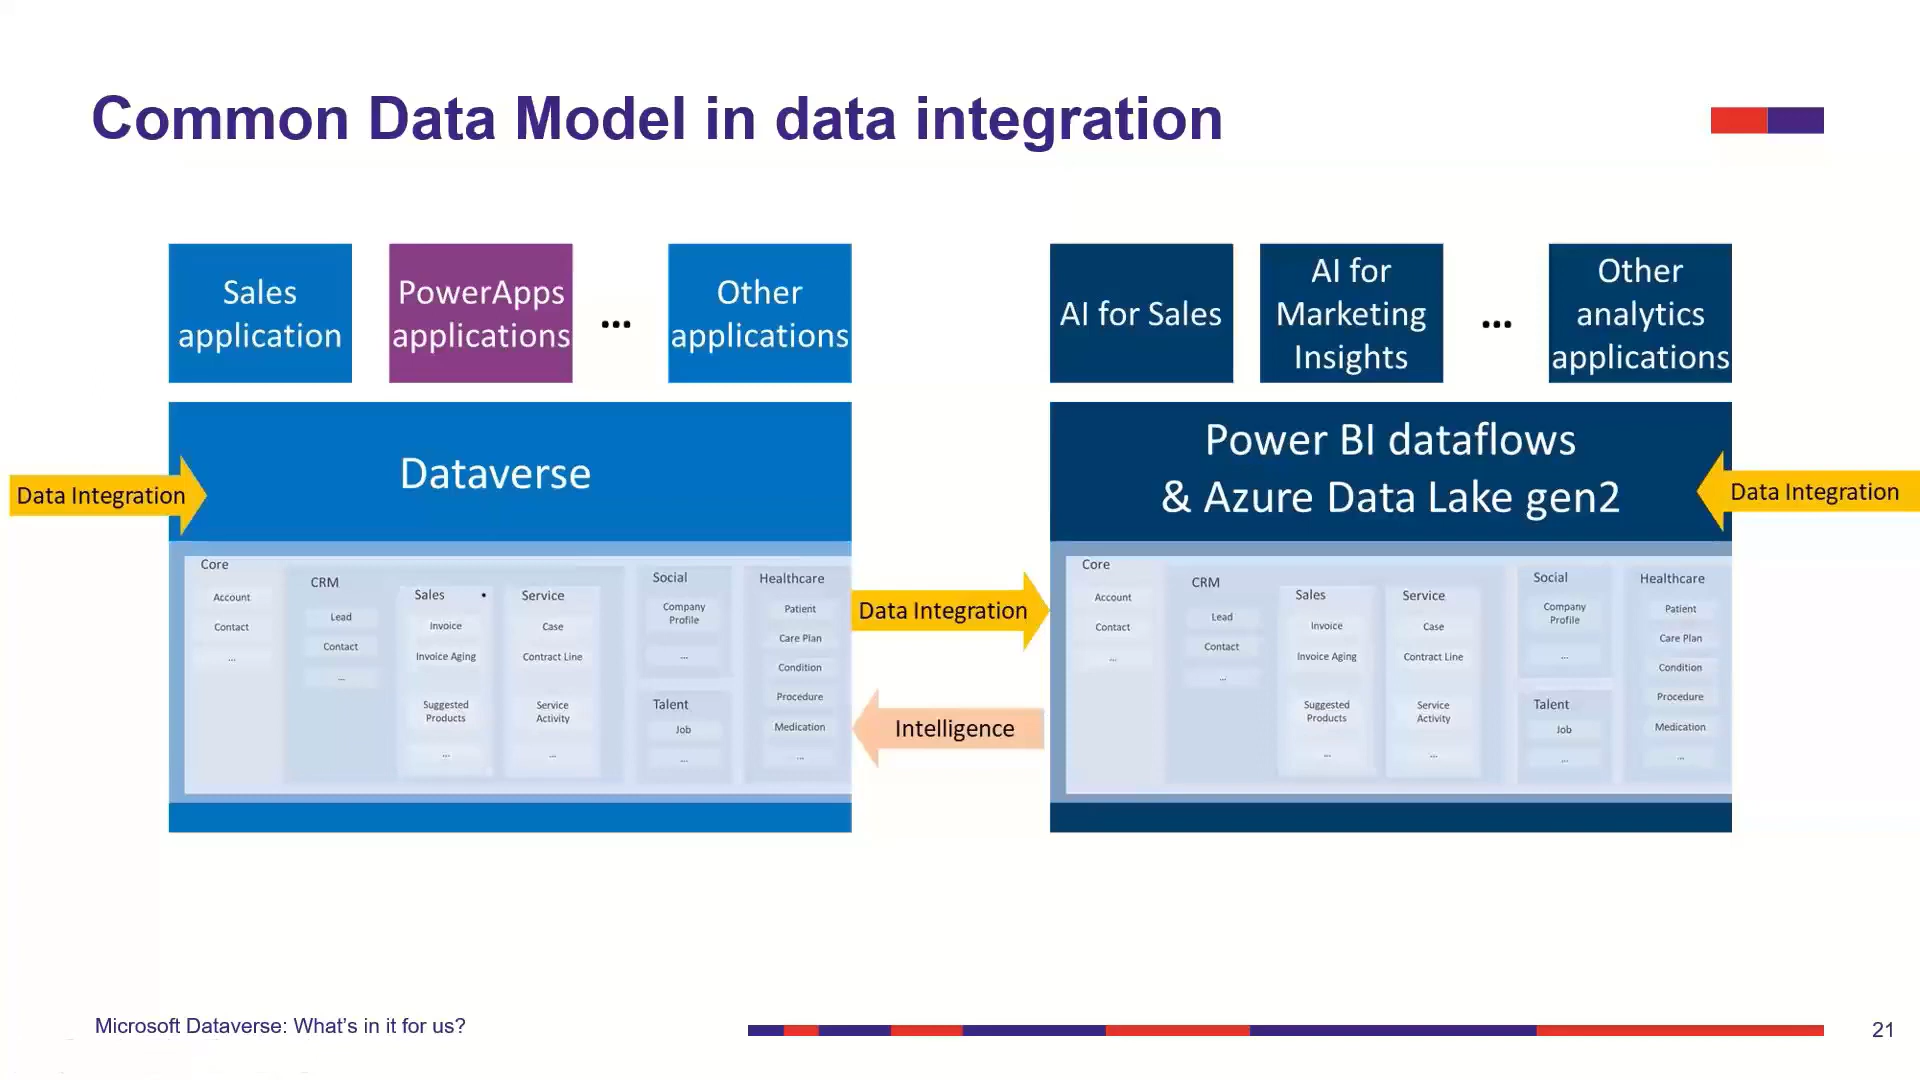 Common Data Model in data integration
Sales
application
PowerApps
applications
...
Other
applications
AI for Sales
AI for
Marketing
Insights
...
Other
analytics
applications
Data Integration
Dataverse
Core
Account
Contact
...
CRM
Lead
Contact
...
Sales
Invoice
Invoice Aging
Suggested
Products
...
Service
Case
Contract Line
Service
Activity
...
Social
Company
Profile
...
Talent
Job
...
Healthcare
Patient
Care Plan
Condition
Procedure
Medication
...
Data Integration
Intelligence
Power BI dataflows
& Azure Data Lake gen2
Data Integration
Core
Account
Contact
...
CRM
Lead
Contact
...
Sales
Invoice
Invoice Aging
Suggested
Products
...
Service
Case
Contract Line
Service
Activity
...
Social
Company
Profile
...
Talent
Job
...
Healthcare
Patient
Care Plan
Condition
Procedure
Medication
...
Microsoft Dataverse: What's in it for us?
21